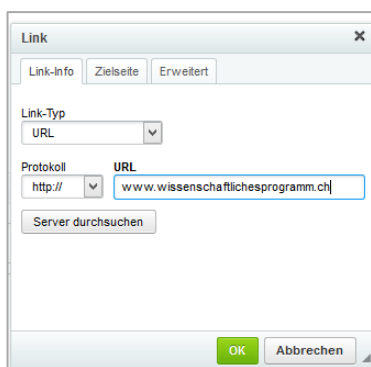 Link
Link-Info Zielseite Erweitert
Link-Typ
URL
Protokoll URL
http:// www.wissenschaftlichesprogramm.ch
Server durchsuchen
OK Abbrechen